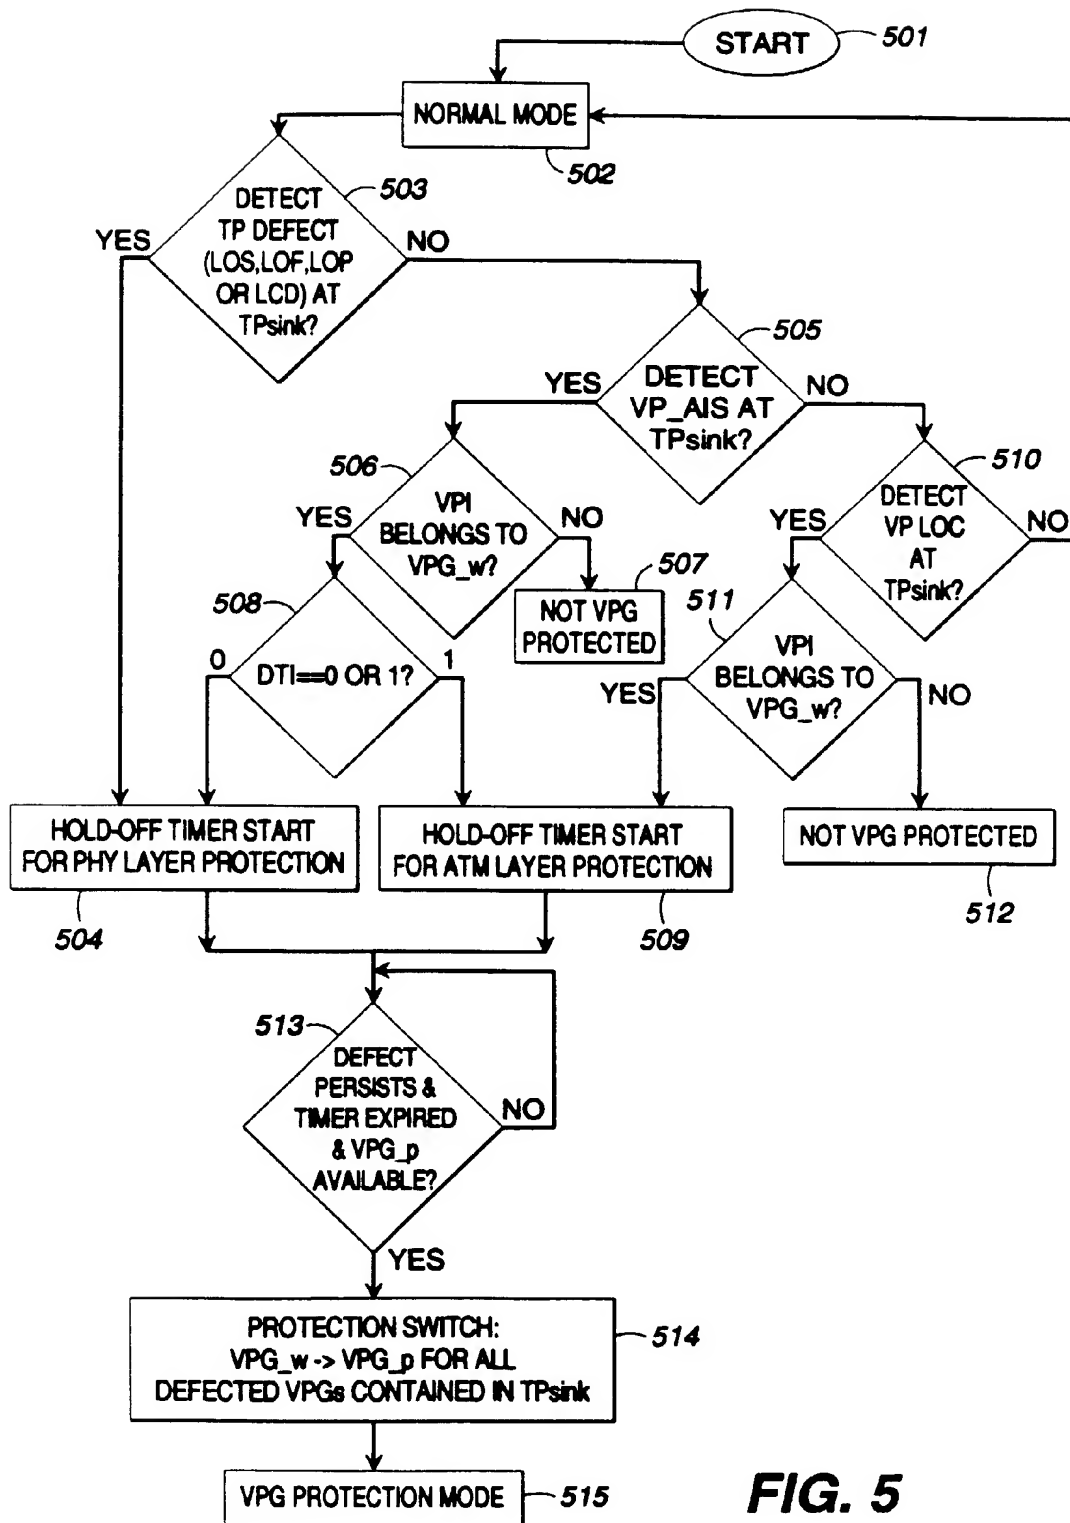 START
501
NORMAL MODE
502
503
DETECT
TP DEFECT
(LOS,LOF,LOP
OR LCD) AT
TPsink?
YES
NO
505
DETECT
VP_AIS AT
TPsink?
YES
NO
506
VPI
BELONGS TO
VPG_w?
YES
NO
507
NOT VPG
PROTECTED
510
DETECT
VP LOC
AT
TPsink?
YES
NO
508
DTI==0 OR 1?
0
1
511
VPI
BELONGS TO
VPG_w?
YES
NO
HOLD-OFF TIMER START
FOR PHY LAYER PROTECTION
504
HOLD-OFF TIMER START
FOR ATM LAYER PROTECTION
509
NOT VPG PROTECTED
512
513
DEFECT
PERSISTS &
TIMER EXPIRED
& VPG_p
AVAILABLE?
NO
YES
PROTECTION SWITCH:
VPG_w -> VPG_p FOR ALL
DEFECTED VPGs CONTAINED IN TPsink
514
VPG PROTECTION MODE
515
FIG. 5